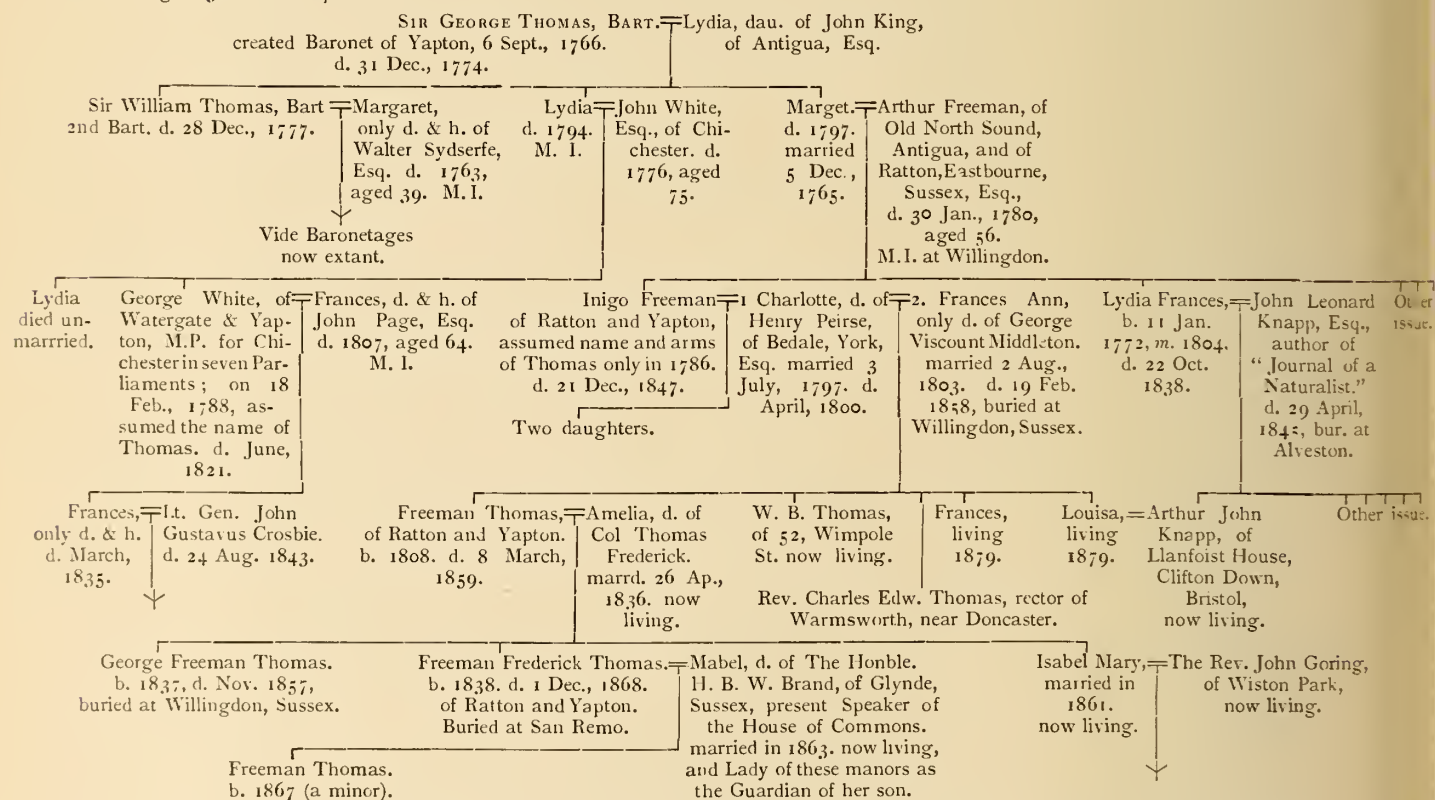 SIR GEORGE THOMAS, BART.
created Baronet of Yapton, 6 Sept., 1766.
d. 31 Dec., 1774.
Lydia, dau. of John King,
of Antigua, Esq.
Sir William Thomas, Bart
2nd Bart. d. 28 Dec., 1777.
Margaret,
only d. & h. of
Walter Sydserfe,
Esq. d. 1763,
aged 39. M.I.
Vide Baronetages
now extant.
Lydia
d. 1794.
M. I.
John White,
Esq., of Chi-
chester. d.
1776, aged
75.
Marget.
d. 1797.
married
5 Dec.,
1765.
Arthur Freeman, of
Old North Sound,
Antigua, and of
Ratton, Eastbourne,
Sussex, Esq.,
d. 30 Jan., 1780,
aged 56.
M.I. at Willingdon.
Lydia
died un-
marrried.
George White, of
Watergate & Yap-
ton, M.P. for Chi-
chester in seven Par-
liaments; on 18
Feb., 1788, as-
sumed the name of
Thomas. d. June,
1821.
Frances, d. & h. of
John Page, Esq.
d. 1807, aged 64.
M. I.
Inigo Freeman
of Ratton and Yapton,
assumed name and arms
of Thomas only in 1786.
d. 21 Dec., 1847.
Two daughters.
1 Charlotte, d. of
Henry Peirse,
of Bedale, York,
Esq. married 3
July, 1797. d.
April, 1800.
2. Frances Ann,
only d. of George
Viscount Middleton.
married 2 Aug.,
1803. d. 19 Feb.
1858, buried at
Willingdon, Sussex.
Lydia Frances,
b. 11 Jan.
1772, m. 1804.
d. 22 Oct.
1838.
John Leonard
Knapp, Esq.,
author of
"Journal of a
Naturalist."
d. 29 April,
bur. at
Alveston.
Other
issue.
Frances,
only d. & h.
d. March,
1835.
Lt. Gen. John
Gustavus Crosbie.
d. 24 Aug. 1843.
Freeman Thomas,
of Ratton and Yapton.
b. 1808. d. 8 March,
1859.
Amelia, d. of
Col Thomas
Frederick.
marrd. 26 Ap.,
1836. now
living.
W. B. Thomas,
of 52, Wimpole
St. now living.
Frances,
living
1879.
Rev. Charles Edw. Thomas, rector of
Warmsworth, near Doncaster.
Louisa,
living
1879.
Arthur John
Knapp, of
Llanfoist House,
Clifton Down,
Bristol,
now living.
Other issue.
George Freeman Thomas.
b. 1837, d. Nov. 1857,
buried at Willingdon, Sussex.
Freeman Frederick Thomas.
b. 1838. d. 1 Dec., 1868.
of Ratton and Yapton.
Buried at San Remo.
Mabel, d. of The Honble.
H. B. W. Brand, of Glynde,
Sussex, present Speaker of
the House of Commons.
married in 1863. now living,
and Lady of these manors as
the Guardian of her son.
Isabel Mary,
married in
1861.
now living.
The Rev. John Goring,
of Wiston Park,
now living.
Freeman Thomas.
b. 1867 (a minor).